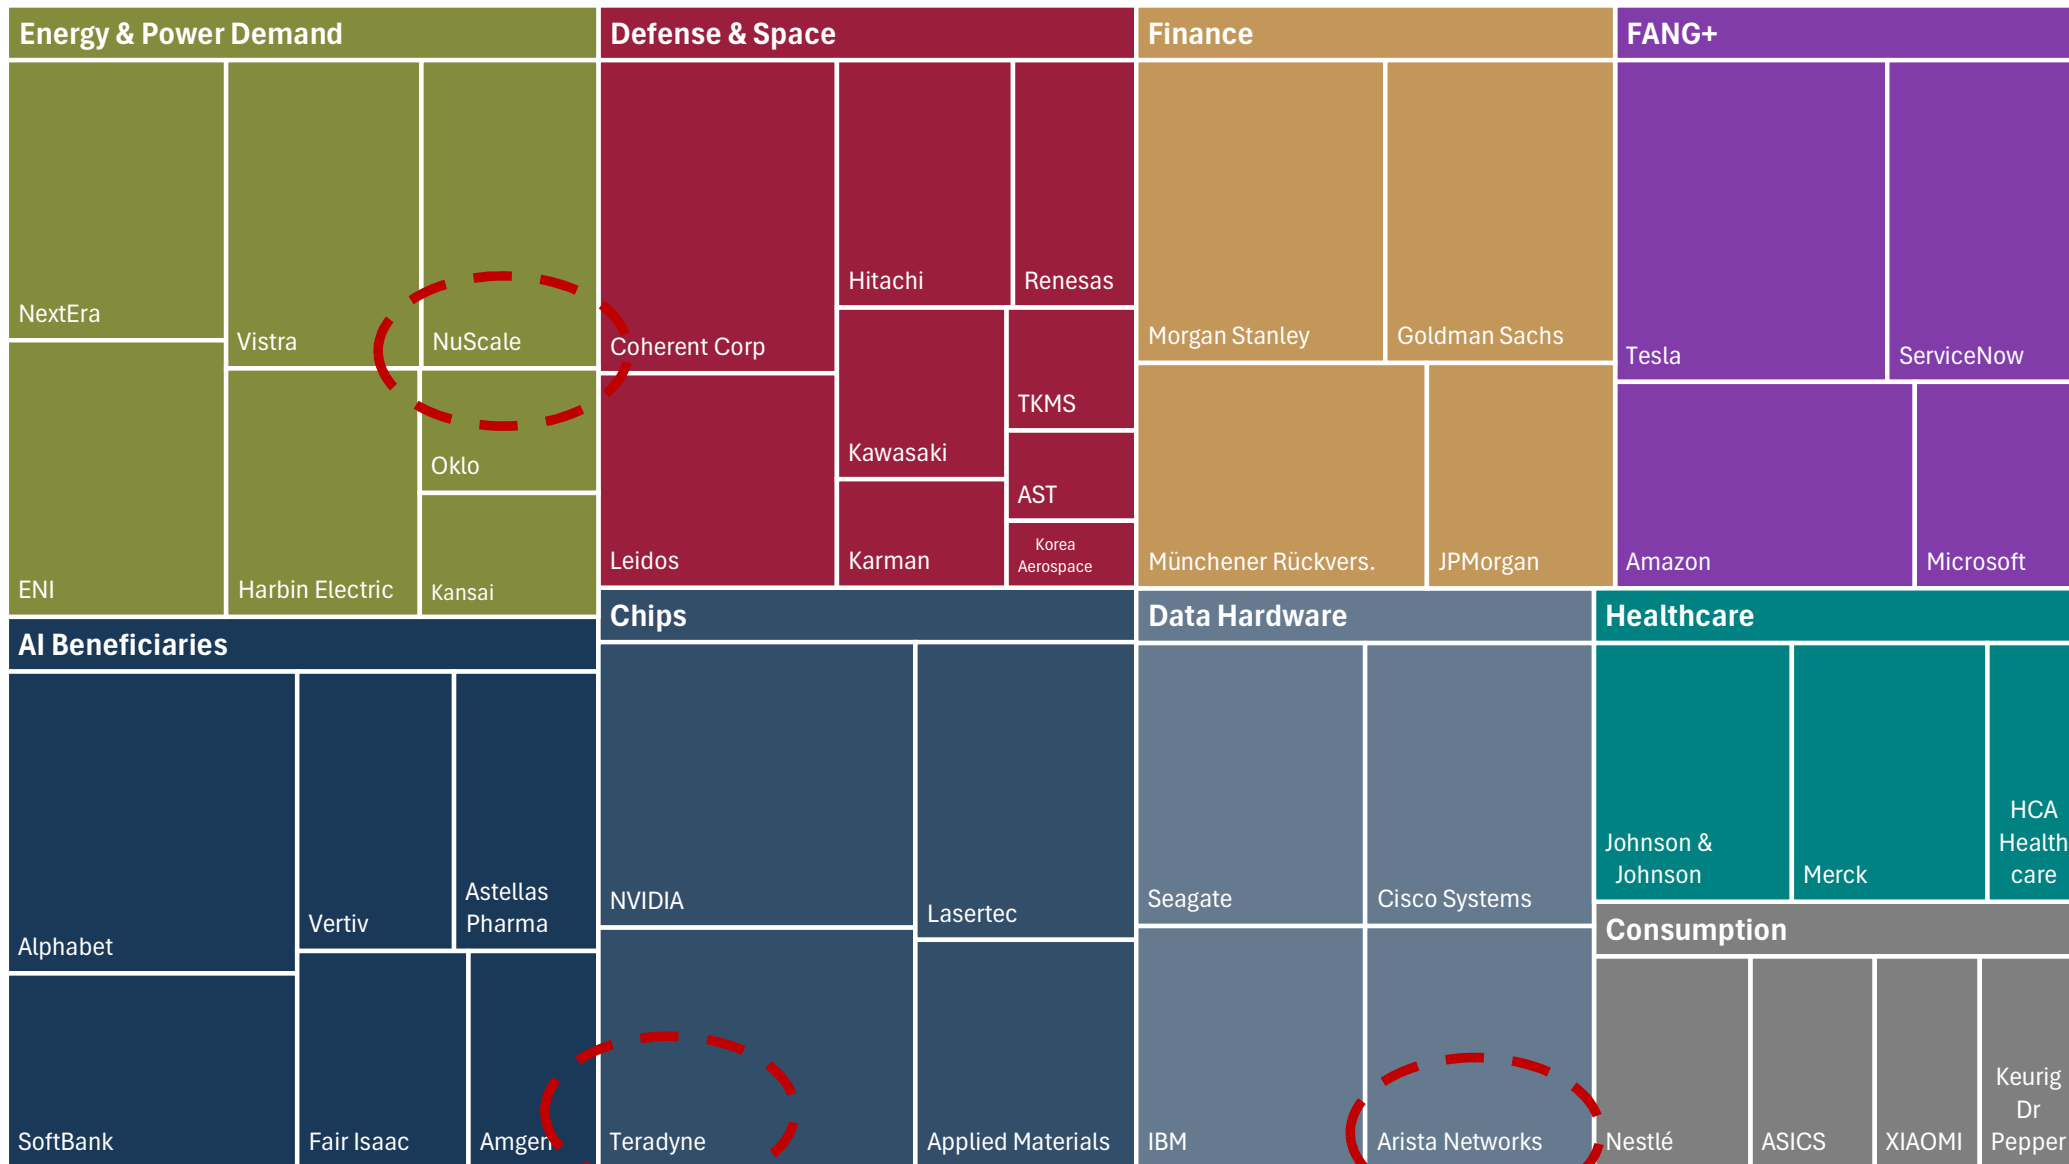 Energy & Power Demand
NextEra
Vistra
NuScale
ENI
Harbin Electric
Oklo
Kansai
Defense & Space
Coherent Corp
Hitachi
Renesas
Leidos
Kawasaki
TKMS
AST
Karman
Korea
Aerospace
Finance
Morgan Stanley
Goldman Sachs
Münchener Rückvers.
JPMorgan
FANG+
Tesla
ServiceNow
Amazon
Microsoft
AI Beneficiaries
Alphabet
Vertiv
Astellas
Pharma
SoftBank
Fair Isaac
Amgen
Chips
NVIDIA
Lasertec
Teradyne
Applied Materials
Data Hardware
Seagate
Cisco Systems
IBM
Arista Networks
Healthcare
Johnson &
Johnson
Merck
HCA
Health
care
Consumption
Nestlé
ASICS
XIAOMI
Keurig
Dr
Pepper